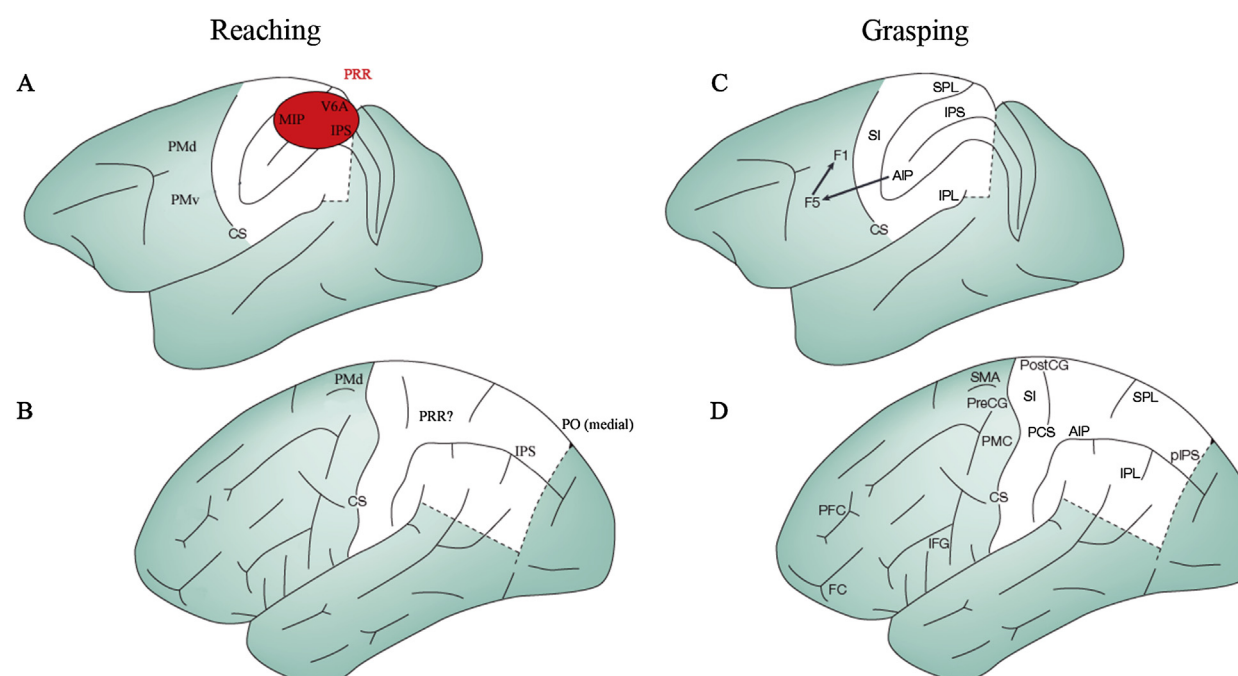 Reaching
Grasping
A
PRR
V6A
MIP
IPS
PMd
PMv
CS
C
SPL
IPS
SI
F1
AIP
F5
IPL
CS
B
PMd
PRR?
PO (medial)
IPS
CS
D
PostCG
SMA
SI
SPL
PreCG
PCS
AIP
PMC
pIPS
IPL
CS
PFC
IFG
FC